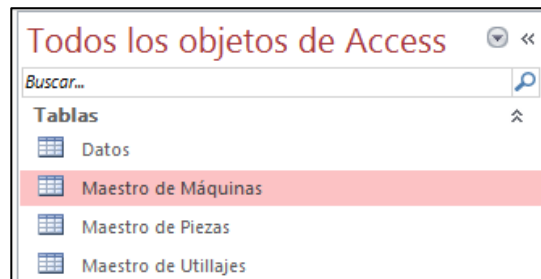 Todos los objetos de Access
Buscar...
Tablas
Datos
Maestro de Máquinas
Maestro de Piezas
Maestro de Utillajes